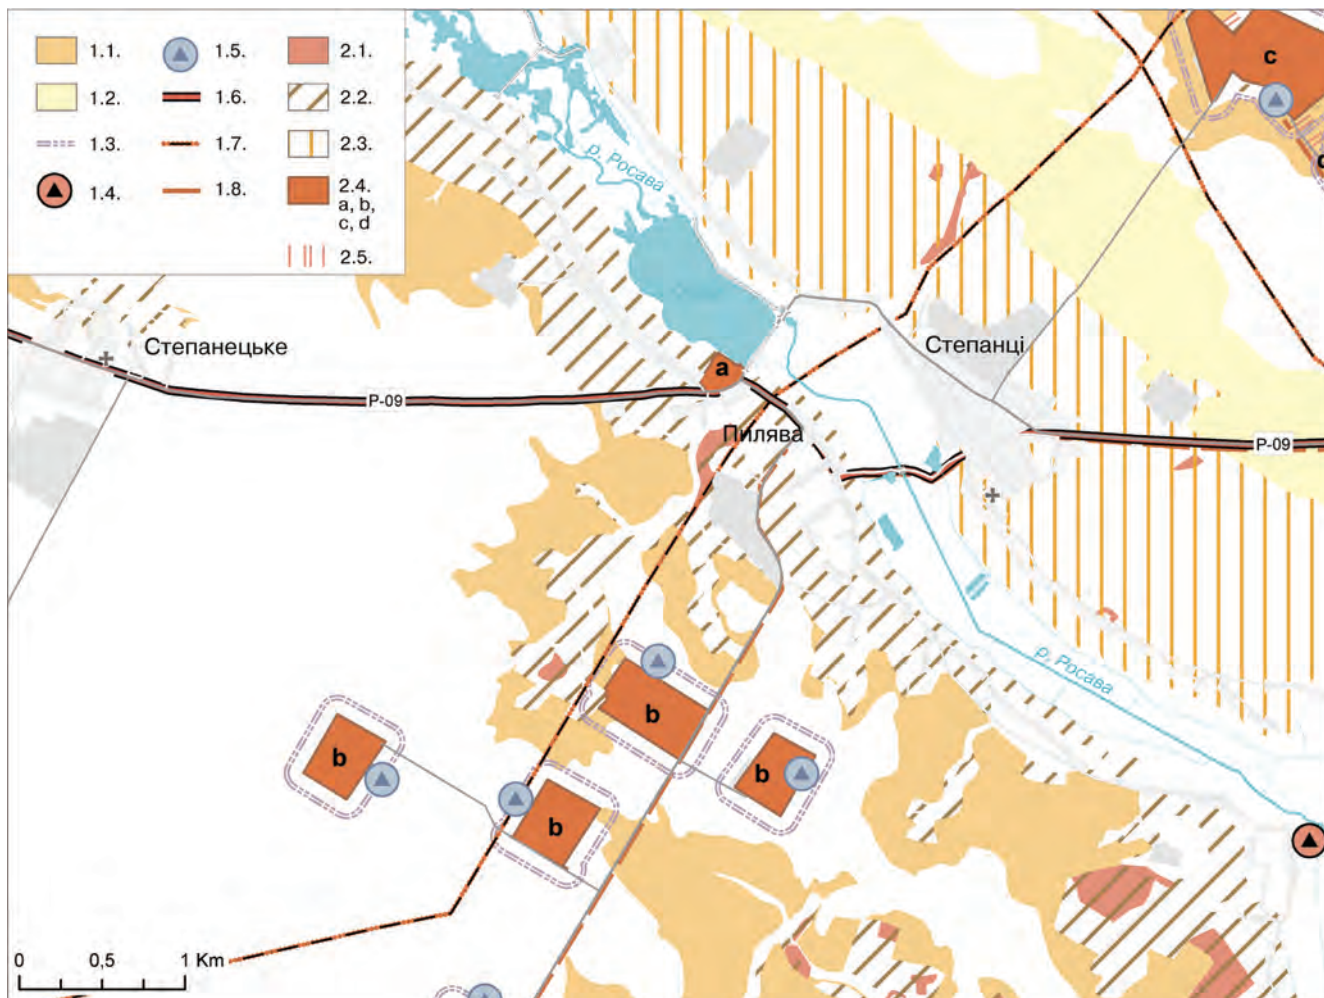 1.1.
1.5.
2.1.
1.2.
1.6.
2.2.
1.3.
1.7.
2.3.
1.4.
1.8.
2.4.
a, b,
c, d
2.5.
c
р. Росава
Степанецьке
Степанці
a
Р-09
Пилява
Р-09
р. Росава
b
b
b
b
0 0,5 1 Km